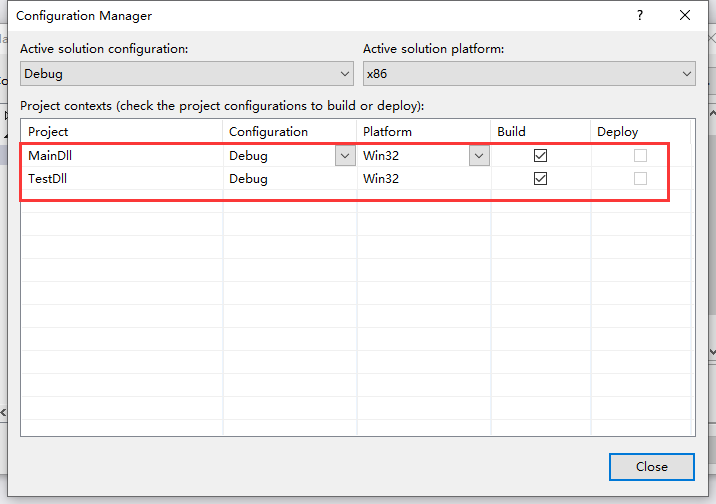 Configuration Manager
Active solution configuration: Active solution platform:
Debug x86
Project contexts (check the project configurations to build or deploy):
Project Configuration Platform Build Deploy
MainDll Debug Win32
TestDll Debug Win32
Close